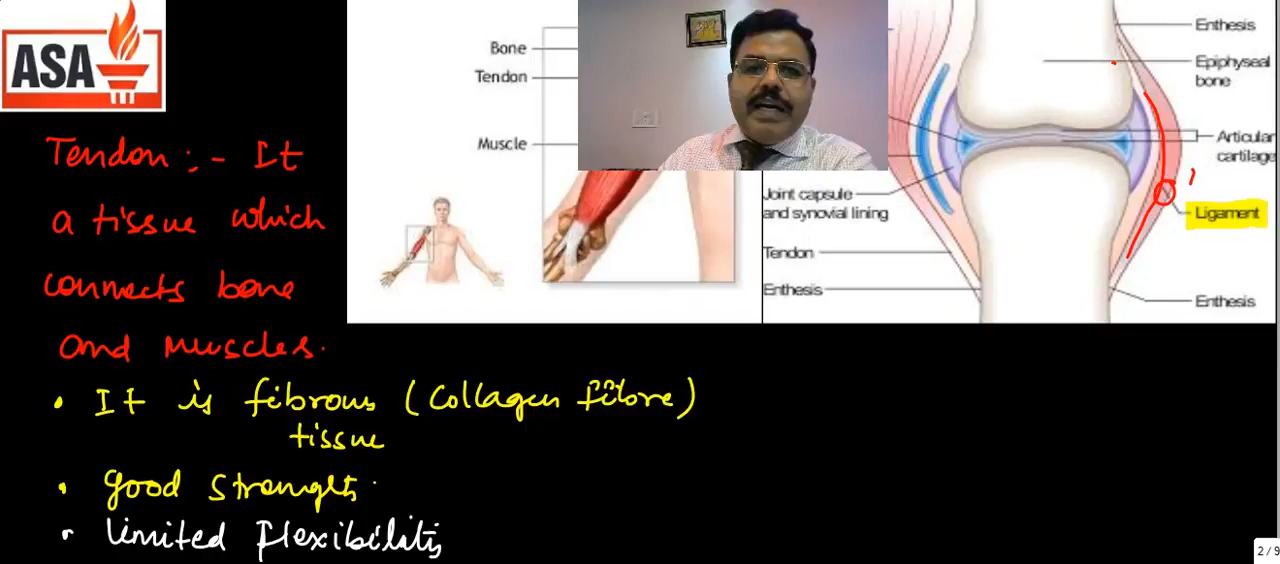 ASA
Bone
Tendon
Muscle
Enthesis
Epiphyseal
bone
Articular
cartilage
Joint capsule
and synovial lining
Ligament
Tendon
Enthesis
Enthesis
Tendon :- It
a tissue which
connects bone
and muscles.
• It is fibrous (Collagen fibre)
tissue
• good strength
• limited flexibility
2/9